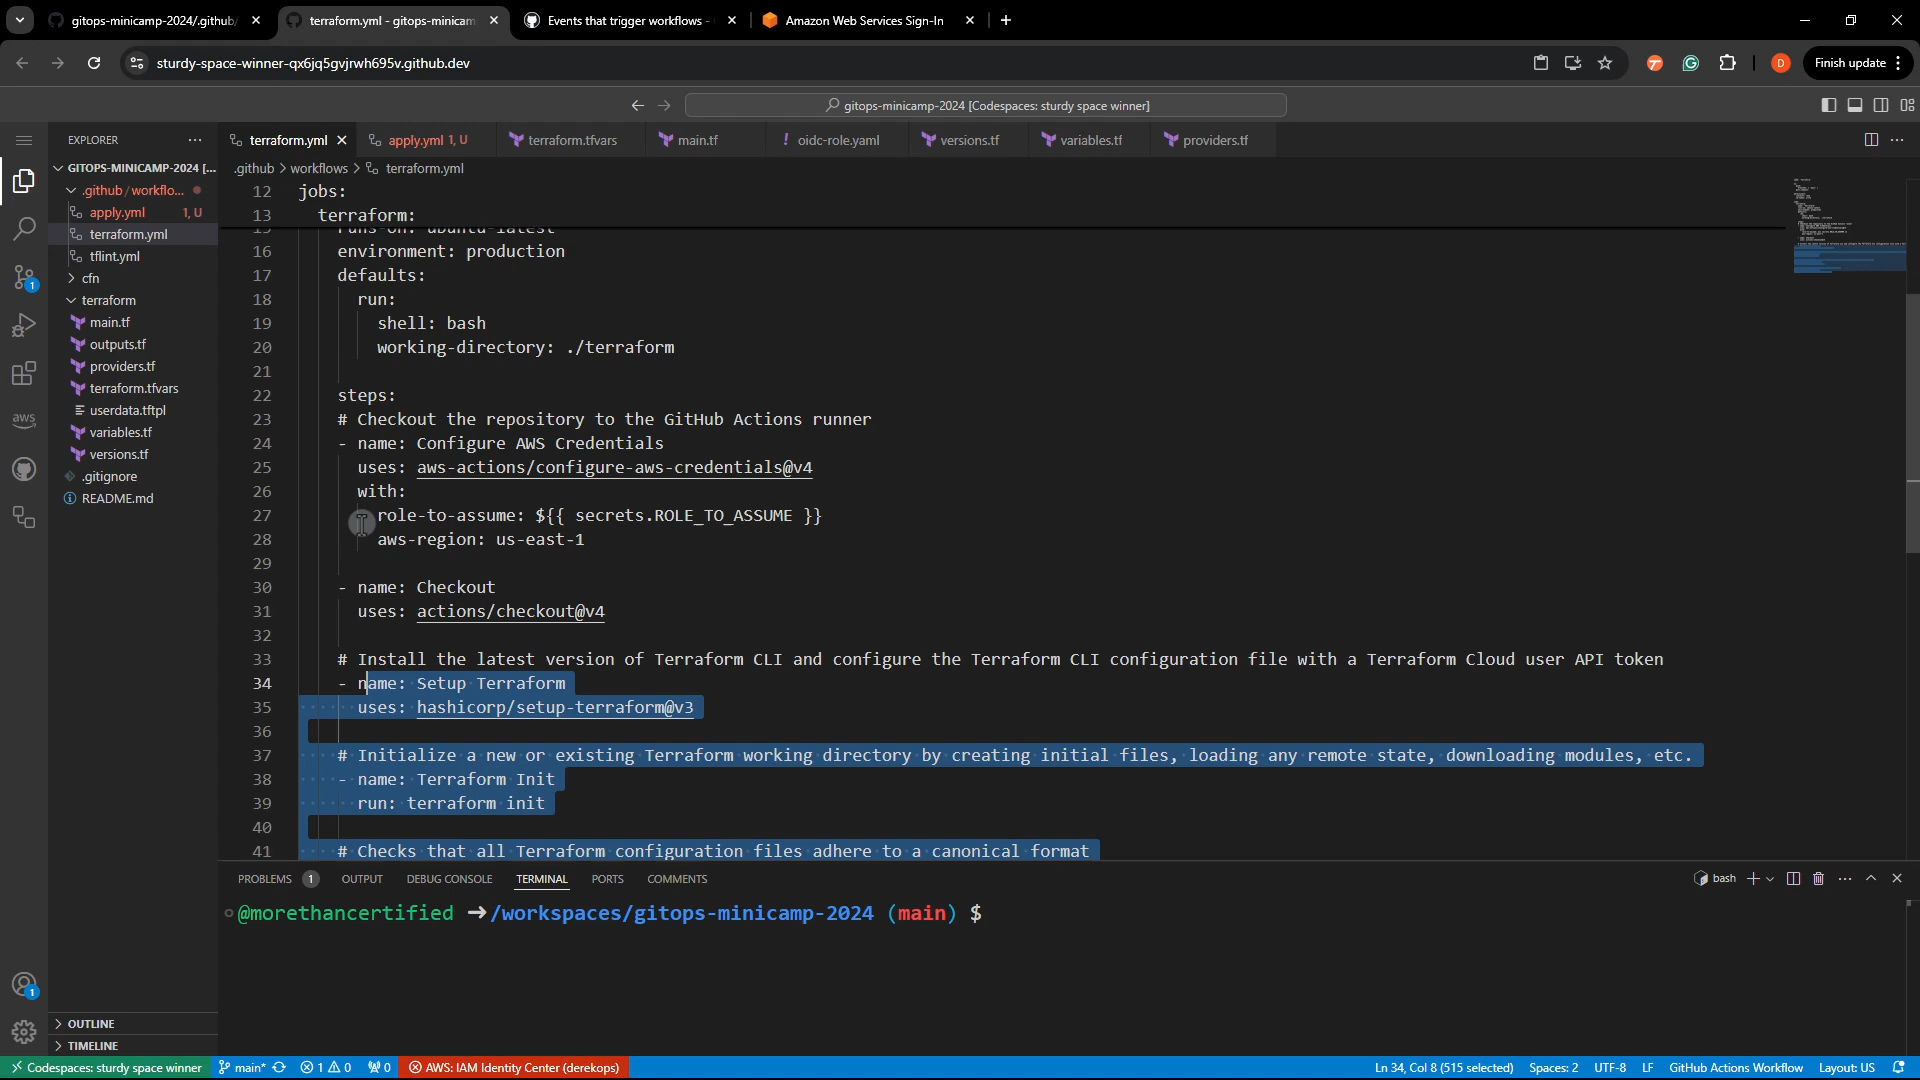 gitops-minicamp-2024/.github/
terraform.yml - gitops-minicam
Events that trigger workflows -
Amazon Web Services Sign-In
sturdy-space-winner-qx6jq5gvjrwh695v.github.dev
D
Finish update
gitops-minicamp-2024 [Codespaces: sturdy space winner]
EXPLORER
terraform.yml
apply.yml 1, U
terraform.tfvars
main.tf
oidc-role.yaml
versions.tf
variables.tf
providers.tf
GITOPS-MINICAMP-2024 [...
.github > workflows > terraform.yml
.github / workflo...
apply.yml 1, U
terraform.yml
tflint.yml
cfn
terraform
main.tf
outputs.tf
providers.tf
terraform.tfvars
userdata.tftpl
variables.tf
versions.tf
.gitignore
README.md
aws
1
1
OUTLINE
TIMELINE
12 jobs:
13 terraform:
15 runs-on: ubuntu-latest
16 environment: production
17 defaults:
18 run:
19 shell: bash
20 working-directory: ./terraform
21
22 steps:
23 # Checkout the repository to the GitHub Actions runner
24 - name: Configure AWS Credentials
25 uses: aws-actions/configure-aws-credentials@v4
26 with:
27 role-to-assume: ${{ secrets.ROLE_TO_ASSUME }}
28 aws-region: us-east-1
29
30 - name: Checkout
31 uses: actions/checkout@v4
32
33 # Install the latest version of Terraform CLI and configure the Terraform CLI configuration file with a Terraform Cloud user API token
34 - name: Setup Terraform
35 uses: hashicorp/setup-terraform@v3
36
37 # Initialize a new or existing Terraform working directory by creating initial files, loading any remote state, downloading modules, etc.
38 - name: Terraform Init
39 run: terraform init
40
41 # Checks that all Terraform configuration files adhere to a canonical format
PROBLEMS 1 OUTPUT DEBUG CONSOLE TERMINAL PORTS COMMENTS
bash
@morethancertified ➜/workspaces/gitops-minicamp-2024 (main) $
Codespaces: sturdy space winner
main*
1 0
0
AWS: IAM Identity Center (derekops)
Ln 34, Col 8 (515 selected)
Spaces: 2
UTF-8
LF
GitHub Actions Workflow
Layout: US